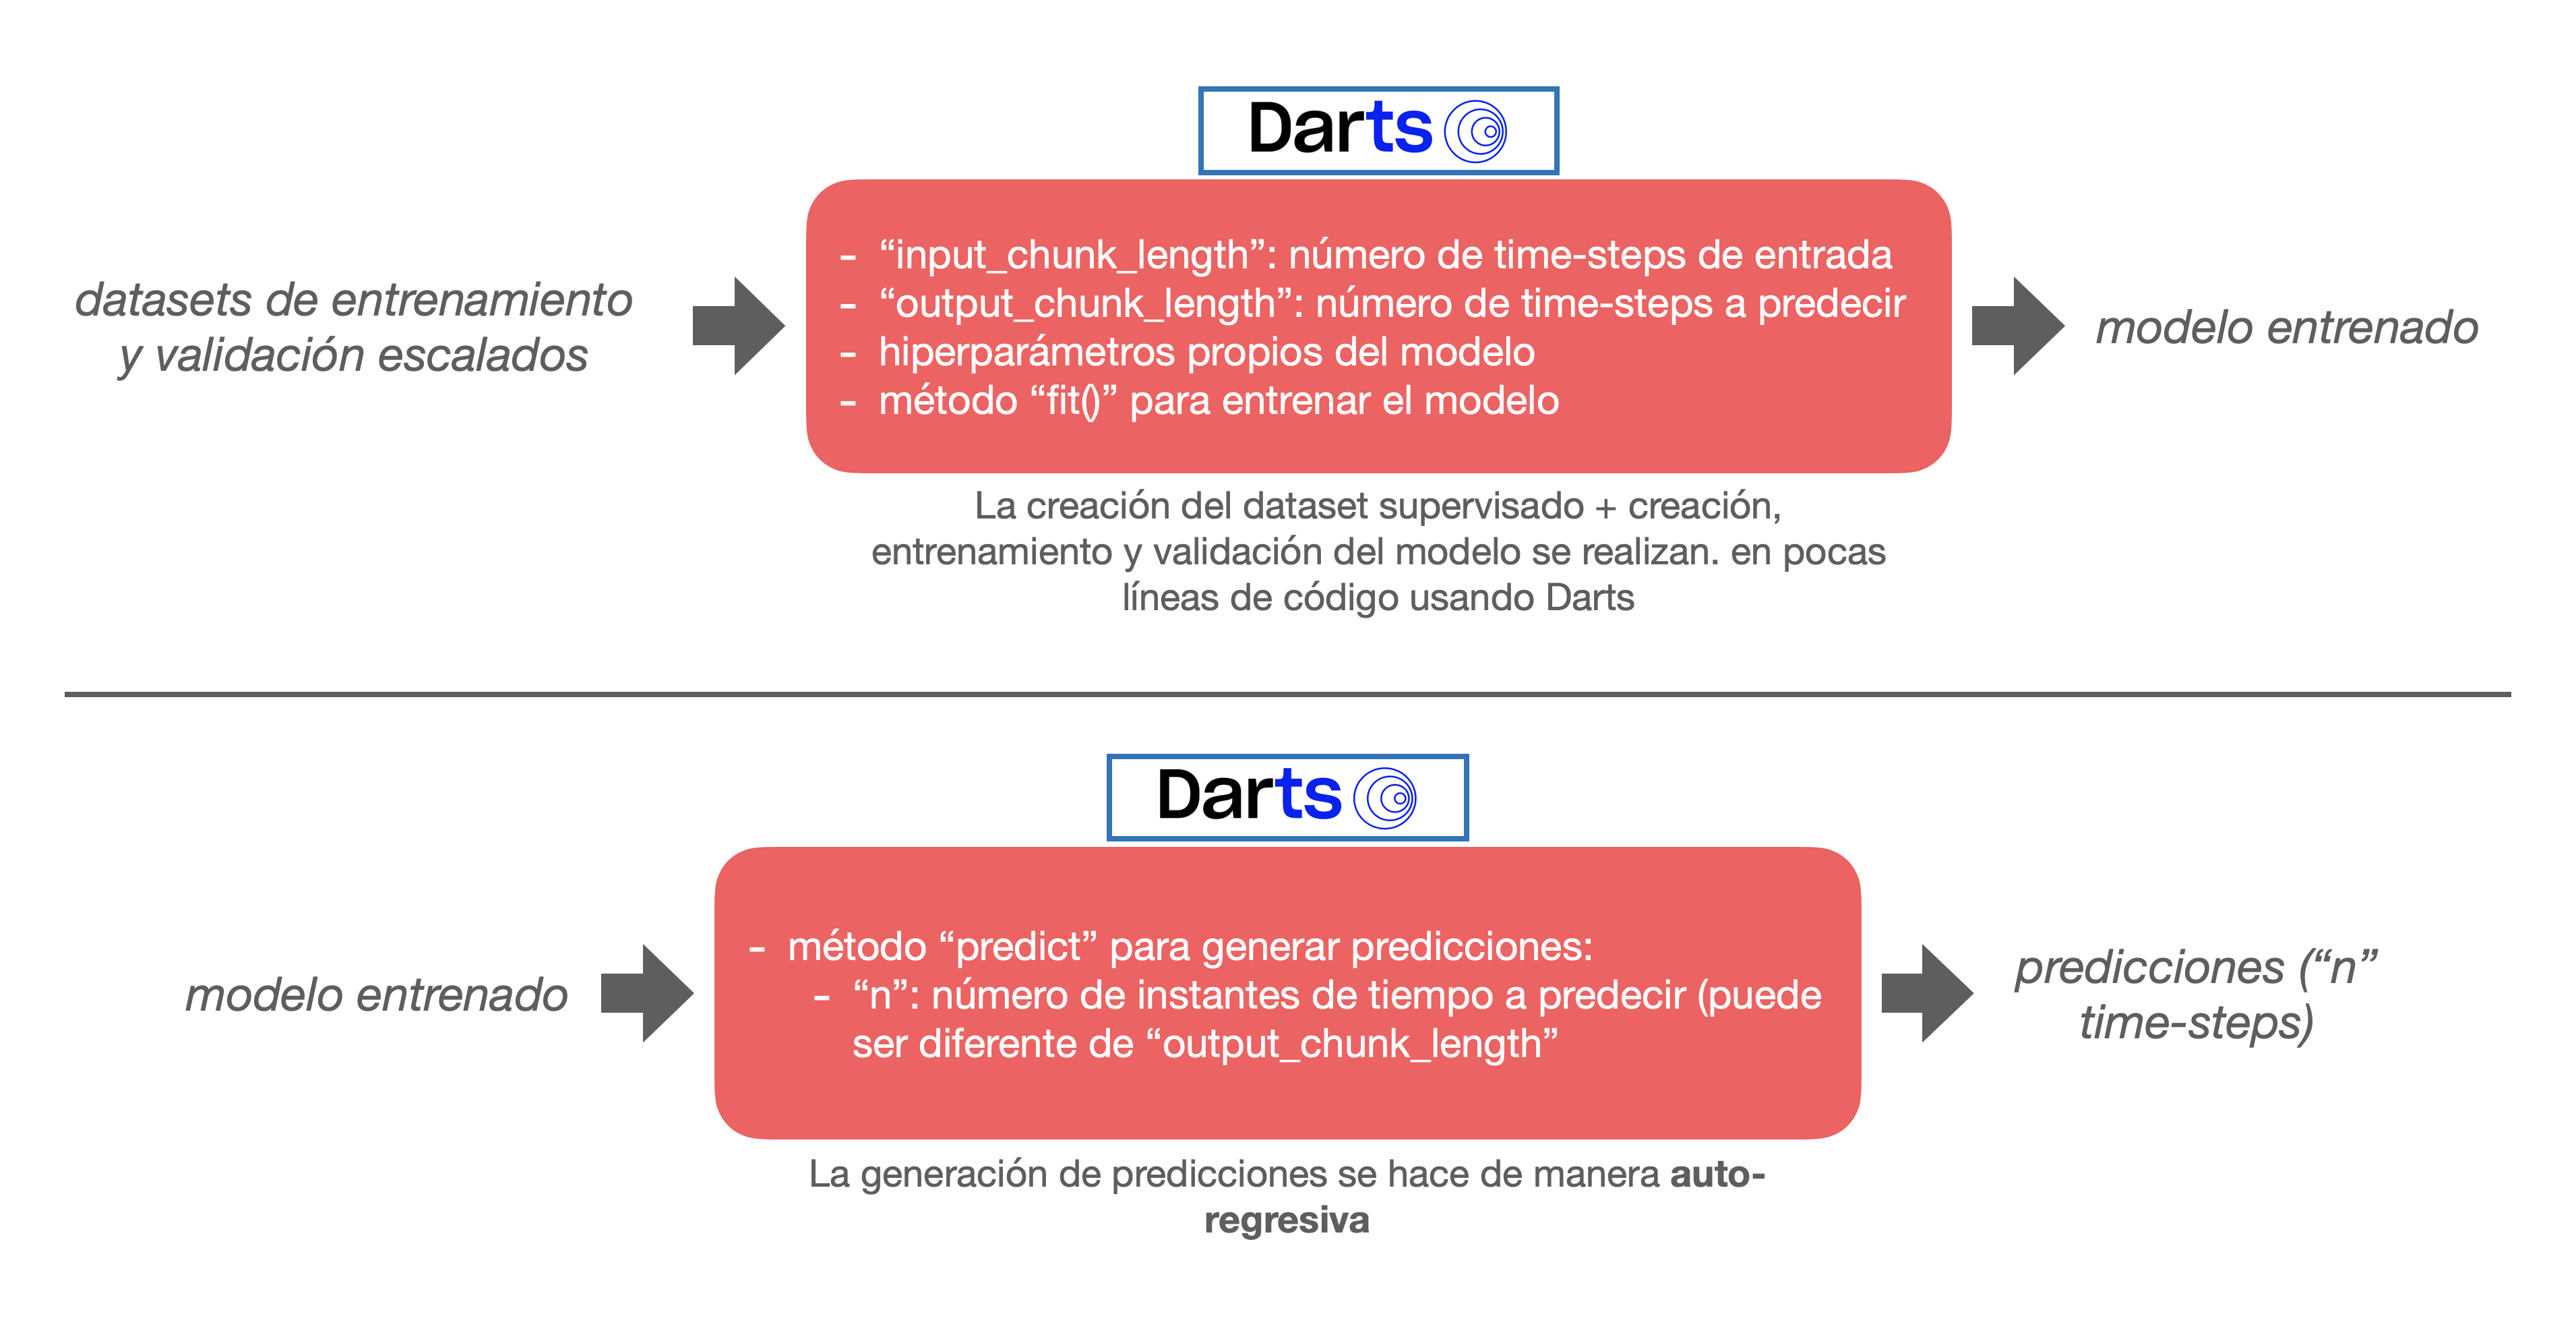 Darts
datasets de entrenamiento
y validación escalados
- “input_chunk_length”: número de time-steps de entrada
- “output_chunk_length”: número de time-steps a predecir
- hiperparámetros propios del modelo
- método “fit()” para entrenar el modelo
modelo entrenado
La creación del dataset supervisado + creación,
entrenamiento y validación del modelo se realizan. en pocas
líneas de código usando Darts
Darts
modelo entrenado
- método “predict” para generar predicciones:
- “n”: número de instantes de tiempo a predecir (puede
ser diferente de “output_chunk_length”
predicciones (“n”
time-steps)
La generación de predicciones se hace de manera auto-
regresiva